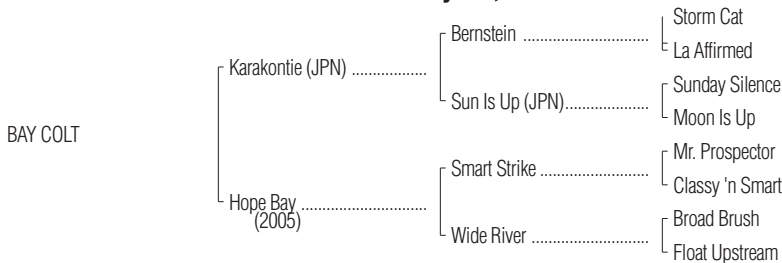 Storm Cat
Bernstein ..................................
La Affirmed
Karakontie (JPN) ....................
Sunday Silence
Sun Is Up (JPN).......................
Moon Is Up
BAY COLT
Mr. Prospector
Smart Strike ..............................
Classy 'n Smart
Hope Bay ..................................
(2005)
Broad Brush
Wide River ................................
Float Upstream